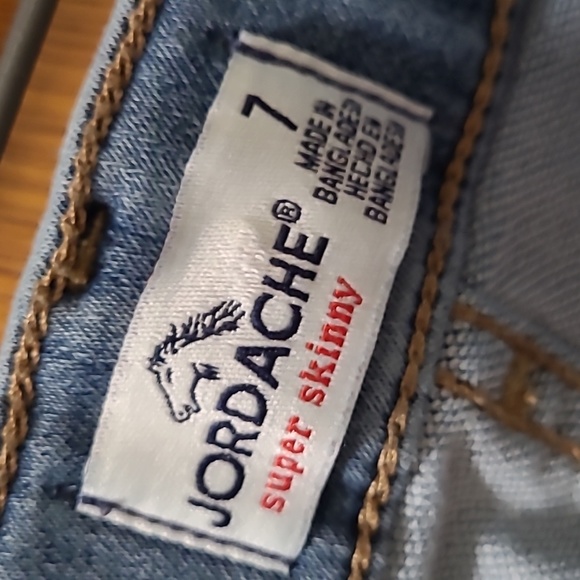 JORDACHE®
super skinny
7
MADE IN
BANGLADESH
HECHO EN
BANGLADESH